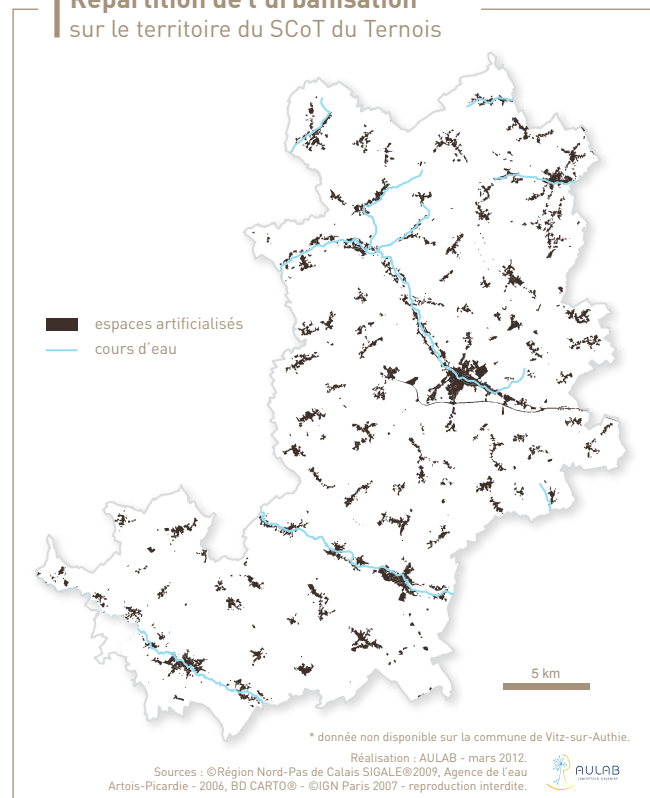 Répartition de l'urbanisation
sur le territoire du SCoT du Ternois
espaces artificialisés
cours d'eau
5 km
* donnée non disponible sur la commune de Vitz-sur-Authie.
Réalisation : AULAB - mars 2012.
Sources : ©Région Nord-Pas de Calais SIGALE®2009, Agence de l'eau
Artois-Picardie - 2006, BD CARTO® - ©IGN Paris 2007 - reproduction interdite.
AULAB